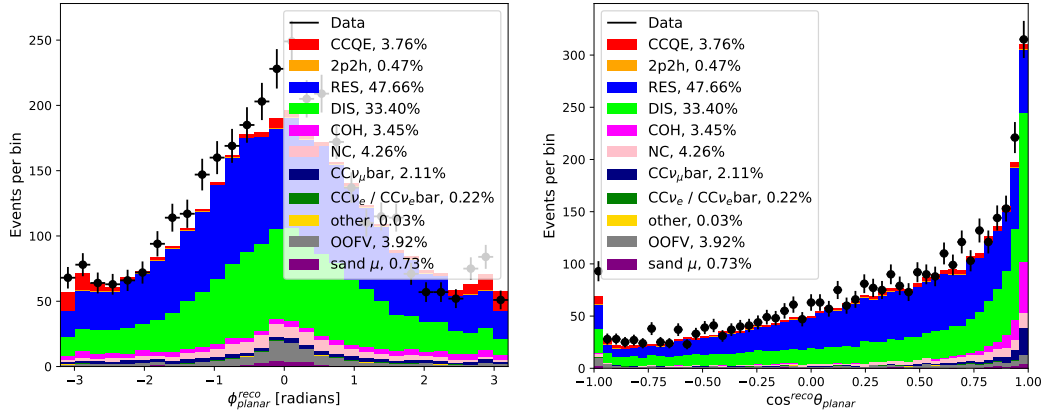 250
200
150
100
50
0
Events per bin
−3 −2 −1 0 1 2 3
ϕ^reco_planar [radians]
Data
CCQE, 3.76%
2p2h, 0.47%
RES, 47.66%
DIS, 33.40%
COH, 3.45%
NC, 4.26%
CCν_μbar, 2.11%
CCν_e / CCν_ebar, 0.22%
other, 0.03%
OOFV, 3.92%
sand μ, 0.73%
300
250
200
150
100
50
0
Events per bin
−1.00 −0.75 −0.50 −0.25 0.00 0.25 0.50 0.75 1.00
cos^recoθ_planar
Data
CCQE, 3.76%
2p2h, 0.47%
RES, 47.66%
DIS, 33.40%
COH, 3.45%
NC, 4.26%
CCν_μbar, 2.11%
CCν_e / CCν_ebar, 0.22%
other, 0.03%
OOFV, 3.92%
sand μ, 0.73%